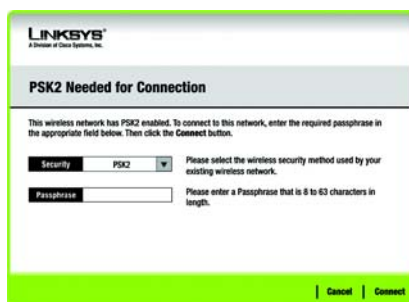 LINKSYS®
A Division of Cisco Systems, Inc.
PSK2 Needed for Connection
This wireless network has PSK2 enabled. To connect to this network, enter the required passphrase in
the appropriate field below. Then click the Connect button.
Security PSK2 Please select the wireless security method used by your
existing wireless network.
Passphrase Please enter a Passphrase that is 8 to 63 characters in
length.
Cancel Connect